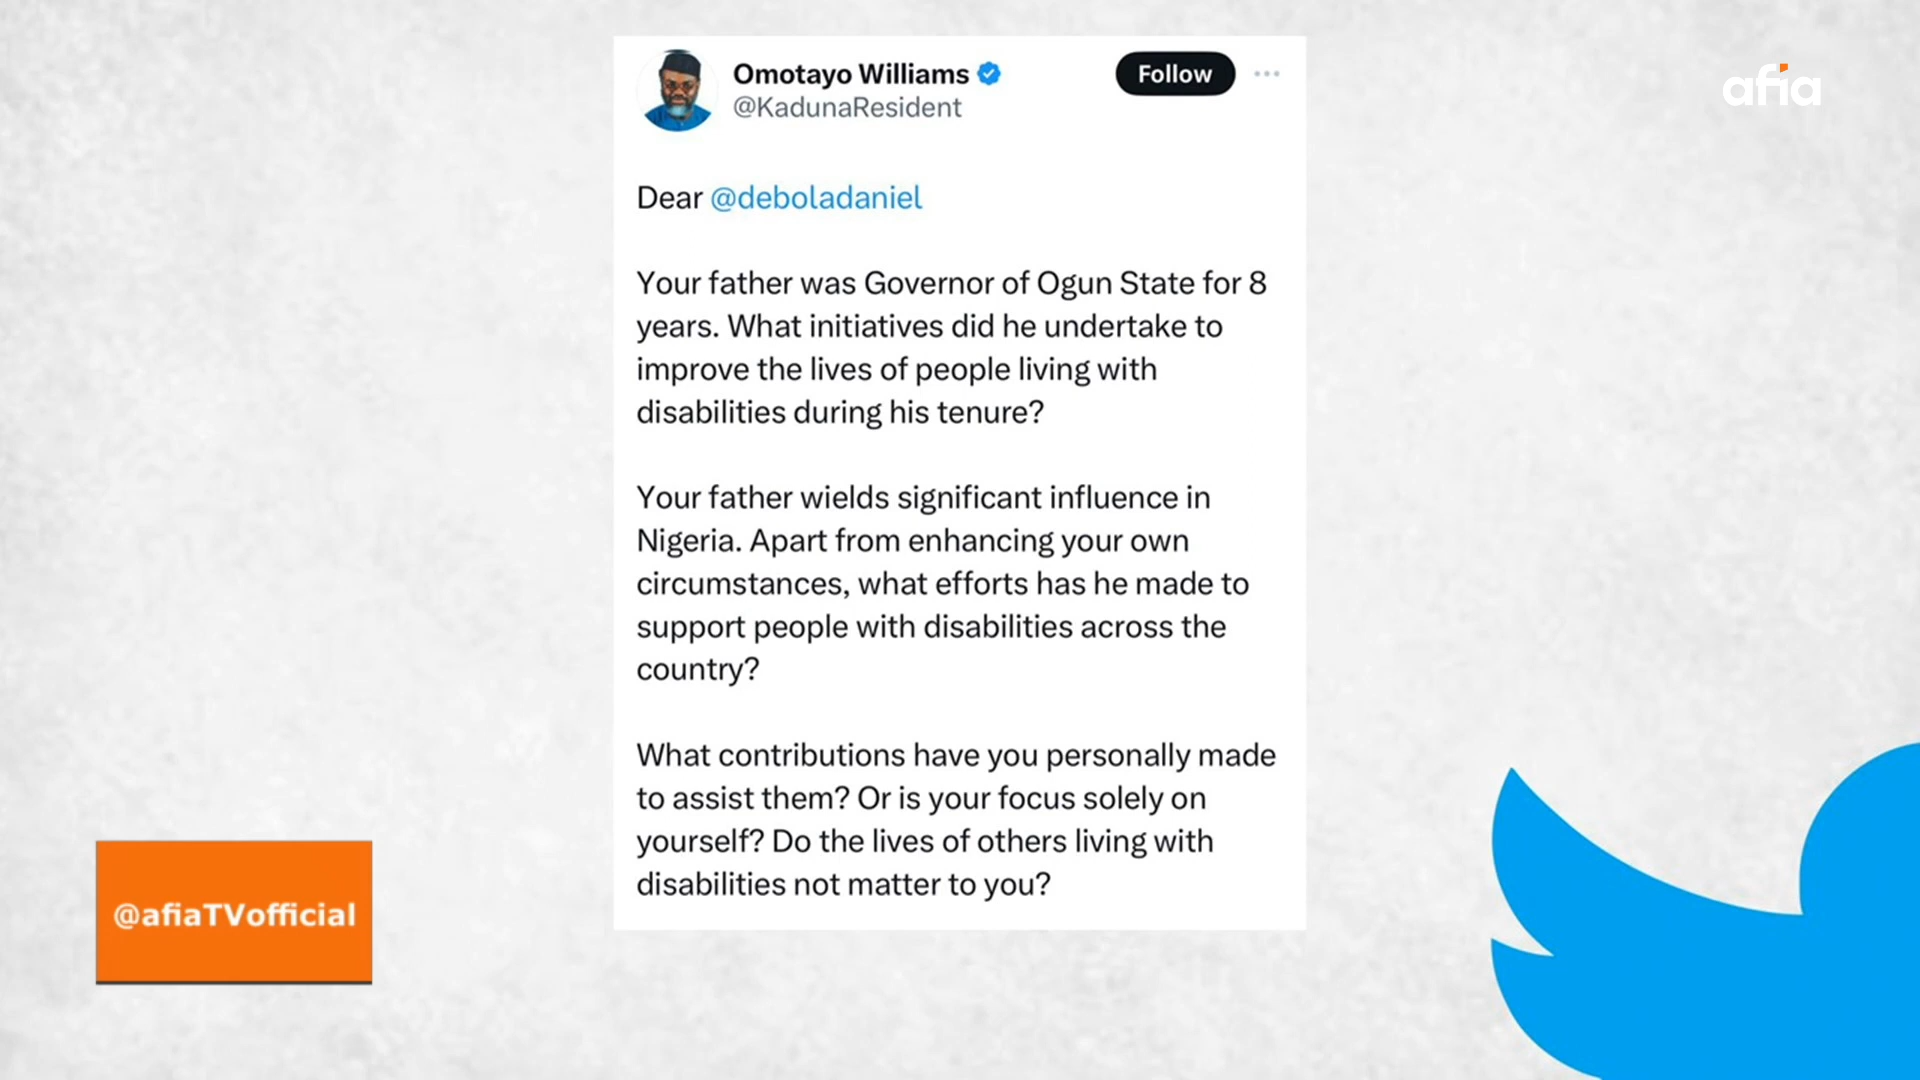 Omotayo Williams
Follow
afia
@KadunaResident
Dear @deboladaniel
Your father was Governor of Ogun State for 8
years. What initiatives did he undertake to
improve the lives of people living with
disabilities during his tenure?
Your father wields significant influence in
Nigeria. Apart from enhancing your own
circumstances, what efforts has he made to
support people with disabilities across the
country?
What contributions have you personally made
to assist them? Or is your focus solely on
yourself? Do the lives of others living with
disabilities not matter to you?
@afiaTVofficial